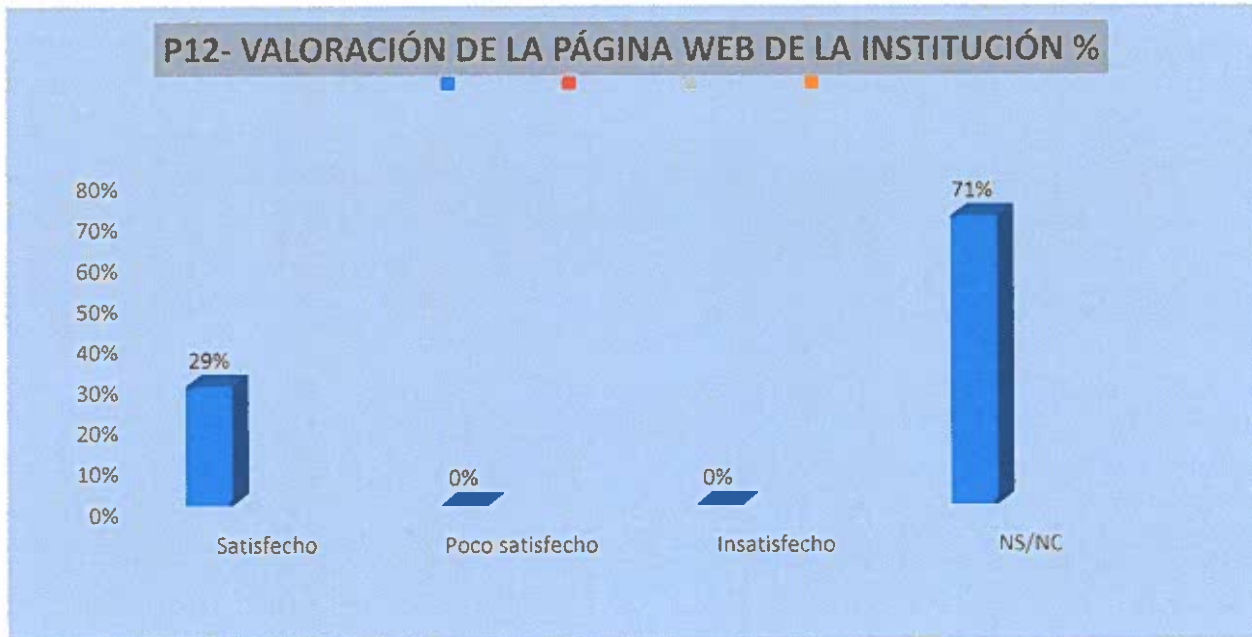 P12- VALORACIÓN DE LA PÁGINA WEB DE LA INSTITUCIÓN %
80%
70%
60%
50%
40%
30%
20%
10%
0%
29%
0%
0%
71%
Satisfecho
Poco satisfecho
Insatisfecho
NS/NC